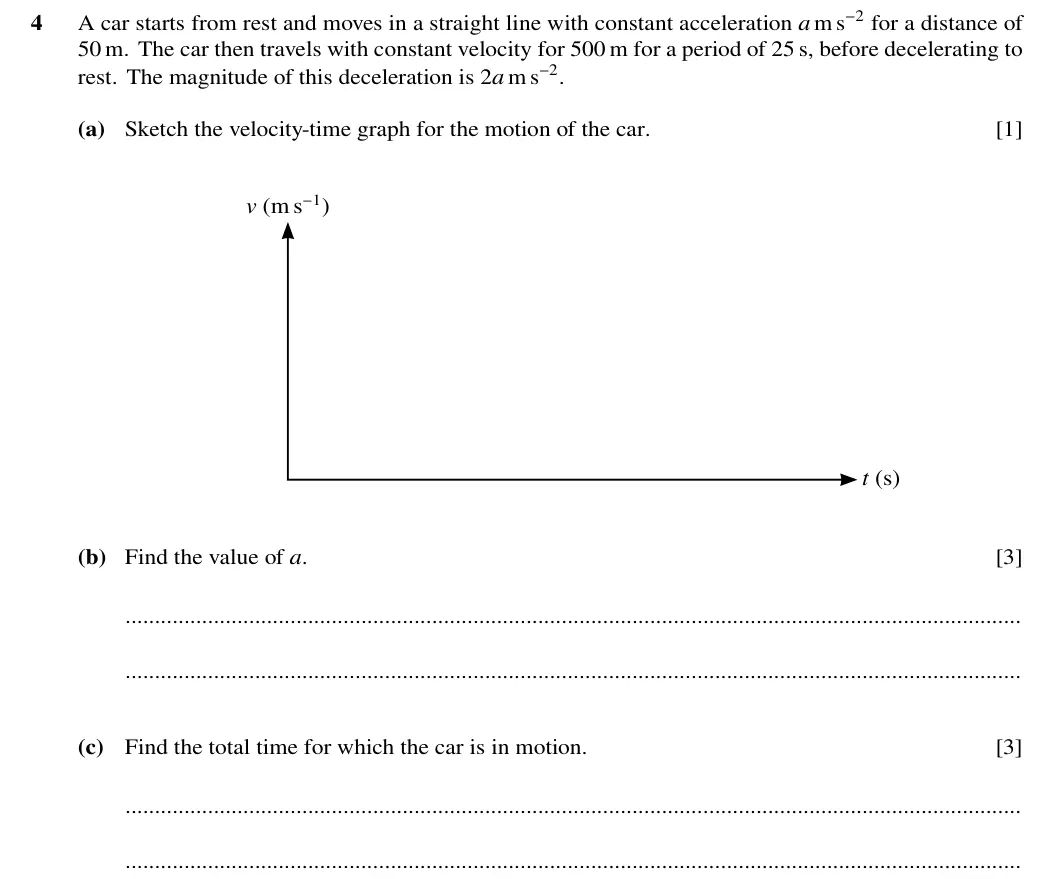 4 A car starts from rest and moves in a straight line with constant acceleration a m s⁻² for a distance of
50 m. The car then travels with constant velocity for 500 m for a period of 25 s, before decelerating to
rest. The magnitude of this deceleration is 2a m s⁻².
(a) Sketch the velocity-time graph for the motion of the car. [1]
v (m s⁻¹)
t (s)
(b) Find the value of a. [3]
(c) Find the total time for which the car is in motion. [3]